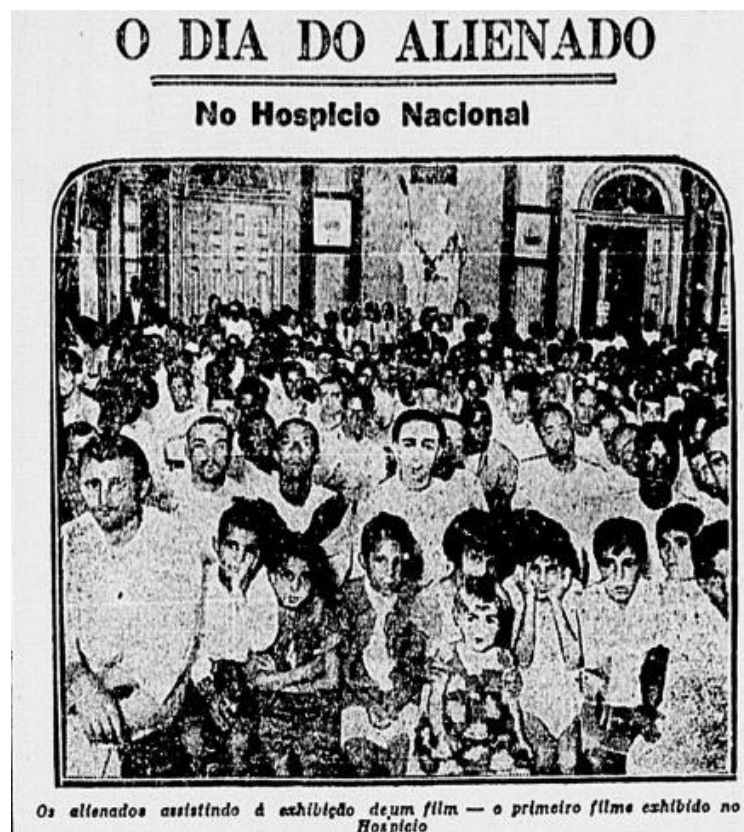 O DIA DO ALIENADO
No Hospicio Nacional
Os alienados assistindo á exhibição de um film — o primeiro filme exhibido no
Hospicio